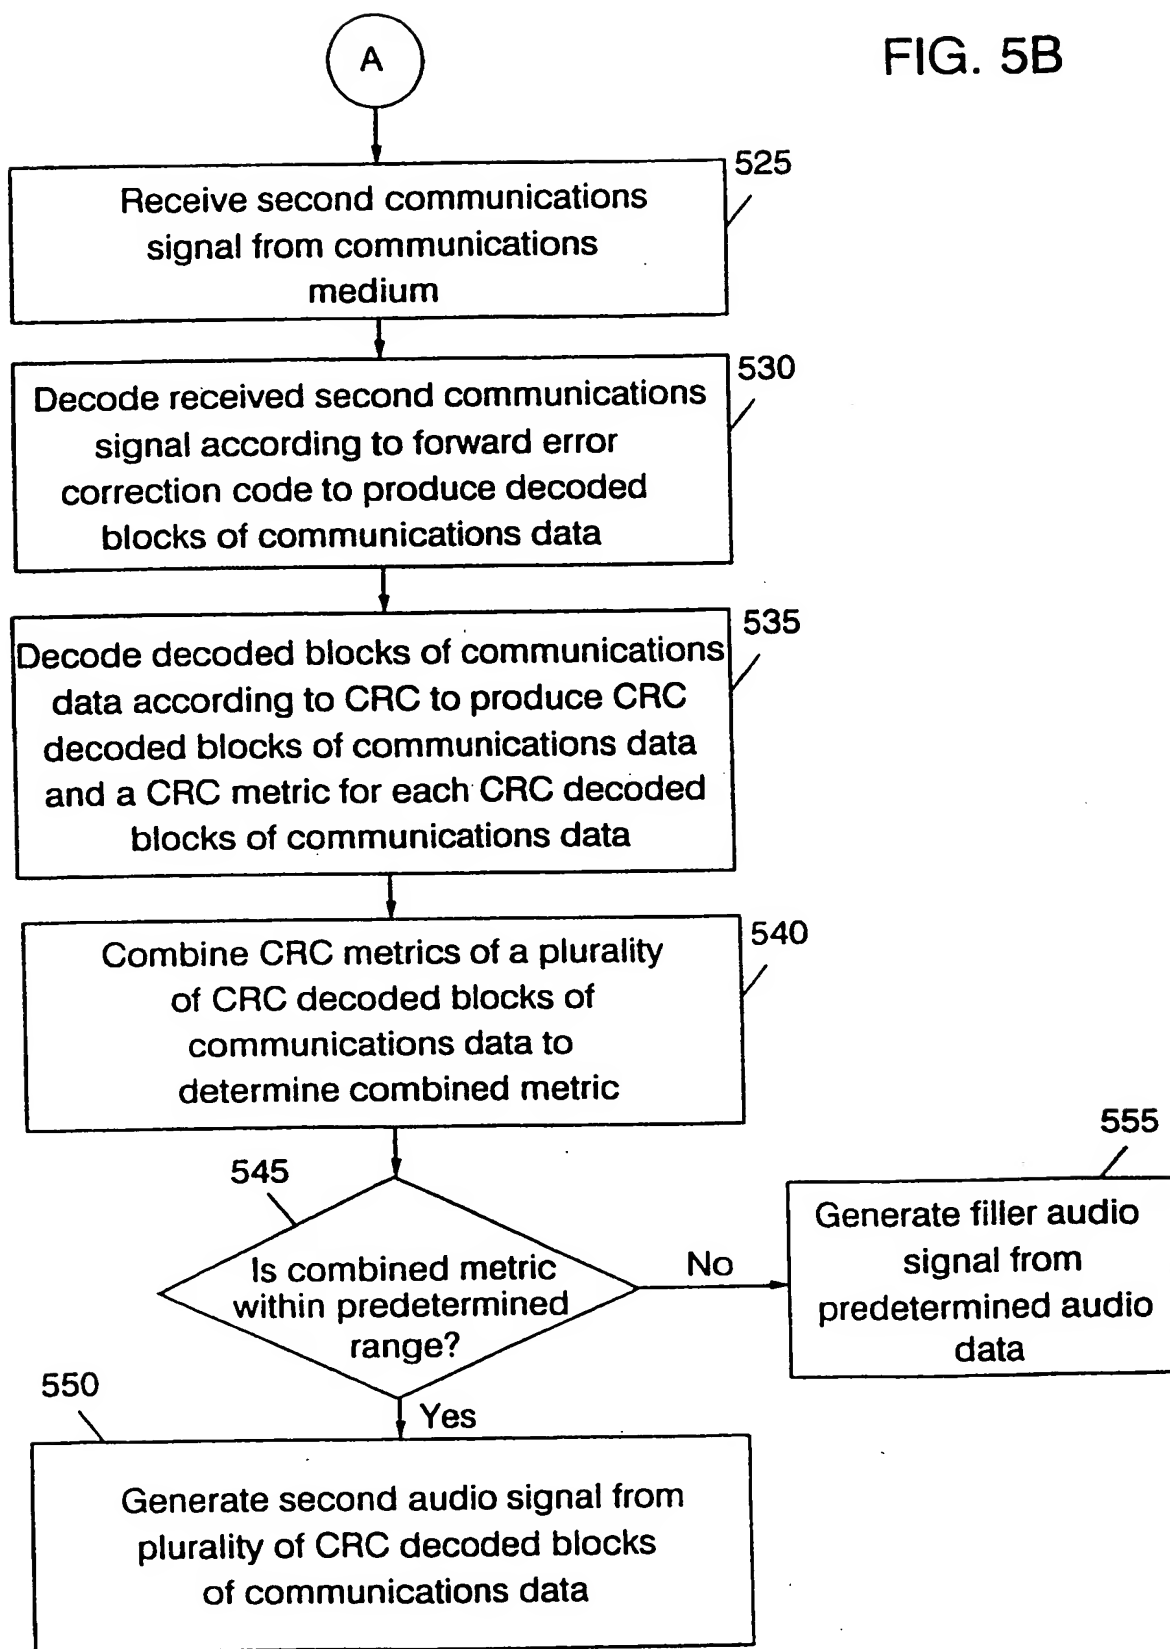 FIG. 5B
A
525
Receive second communications
signal from communications
medium
530
Decode received second communications
signal according to forward error
correction code to produce decoded
blocks of communications data
535
Decode decoded blocks of communications
data according to CRC to produce CRC
decoded blocks of communications data
and a CRC metric for each CRC decoded
blocks of communications data
540
Combine CRC metrics of a plurality
of CRC decoded blocks of
communications data to
determine combined metric
545
Is combined metric
within predetermined
range?
No
555
Generate filler audio
signal from
predetermined audio
data
Yes
550
Generate second audio signal from
plurality of CRC decoded blocks
of communications data